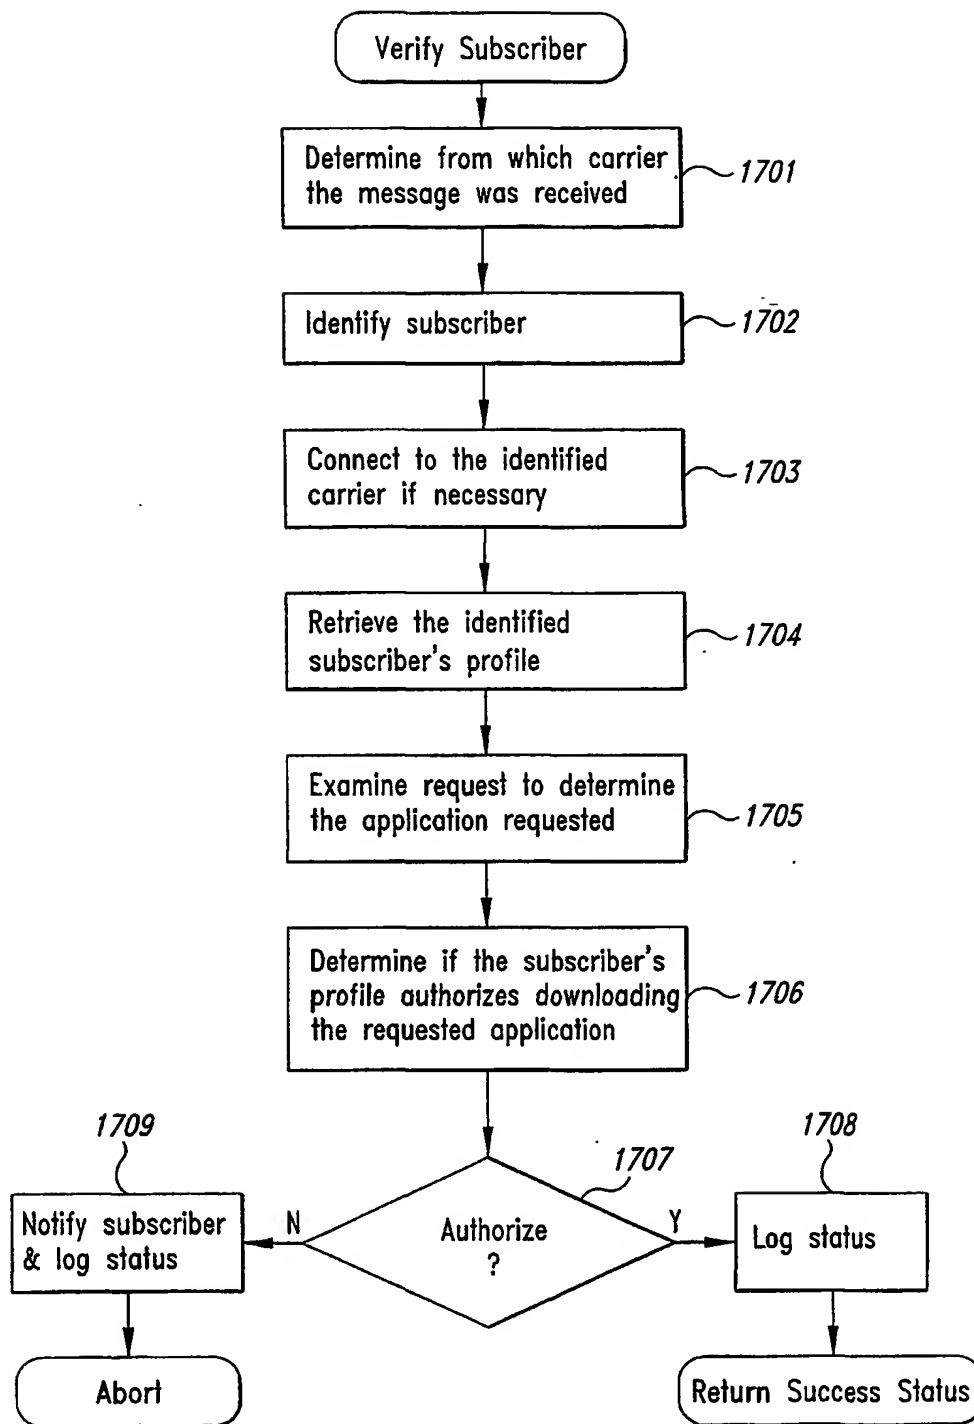 Verify Subscriber
Determine from which carrier
the message was received
1701
Identify subscriber
1702
Connect to the identified
carrier if necessary
1703
Retrieve the identified
subscriber's profile
1704
Examine request to determine
the application requested
1705
Determine if the subscriber's
profile authorizes downloading
the requested application
1706
1709
1707
1708
Notify subscriber
& log status
N
Authorize
?
Y
Log status
Abort
Return Success Status